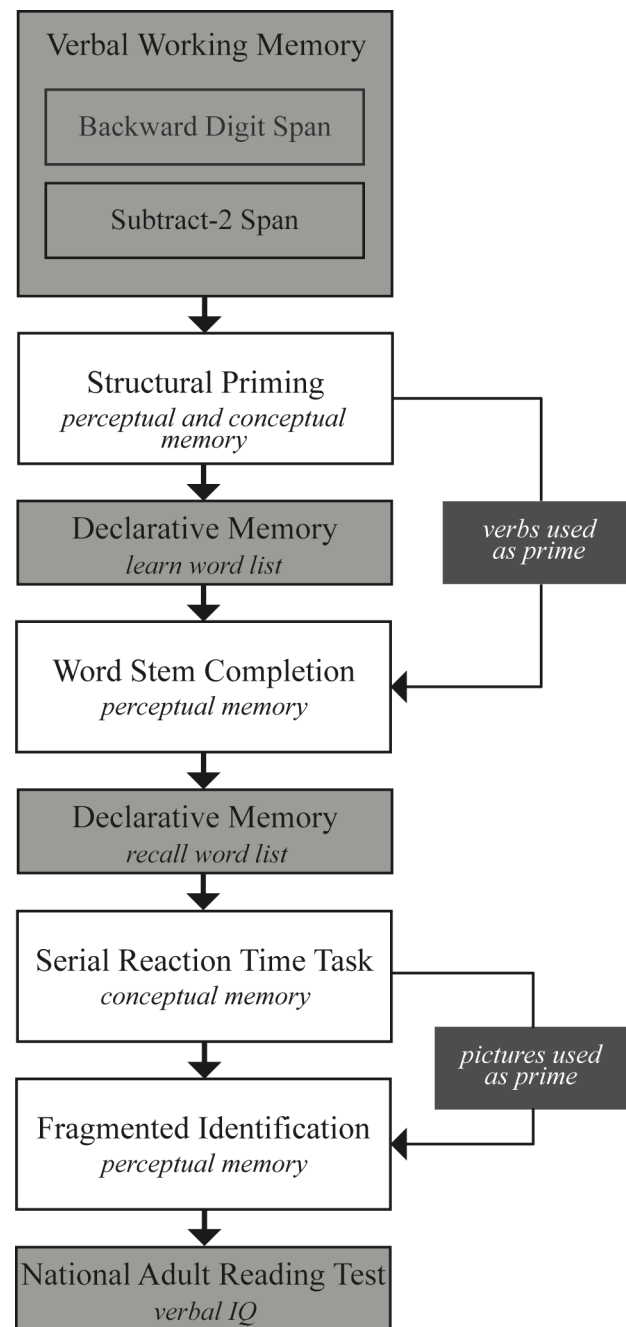 Verbal Working Memory
Backward Digit Span
Subtract-2 Span
Structural Priming
perceptual and conceptual
memory
Declarative Memory
learn word list
verbs used
as prime
Word Stem Completion
perceptual memory
Declarative Memory
recall word list
Serial Reaction Time Task
conceptual memory
pictures used
as prime
Fragmented Identification
perceptual memory
National Adult Reading Test
verbal IQ